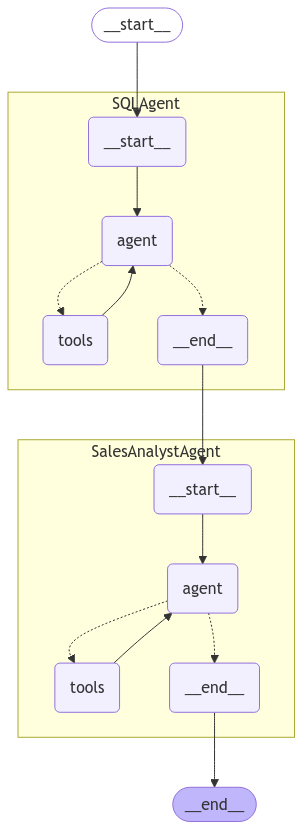 __start__
SQLAgent
__start__
agent
tools
__end__
SalesAnalystAgent
__start__
agent
tools
__end__
__end__